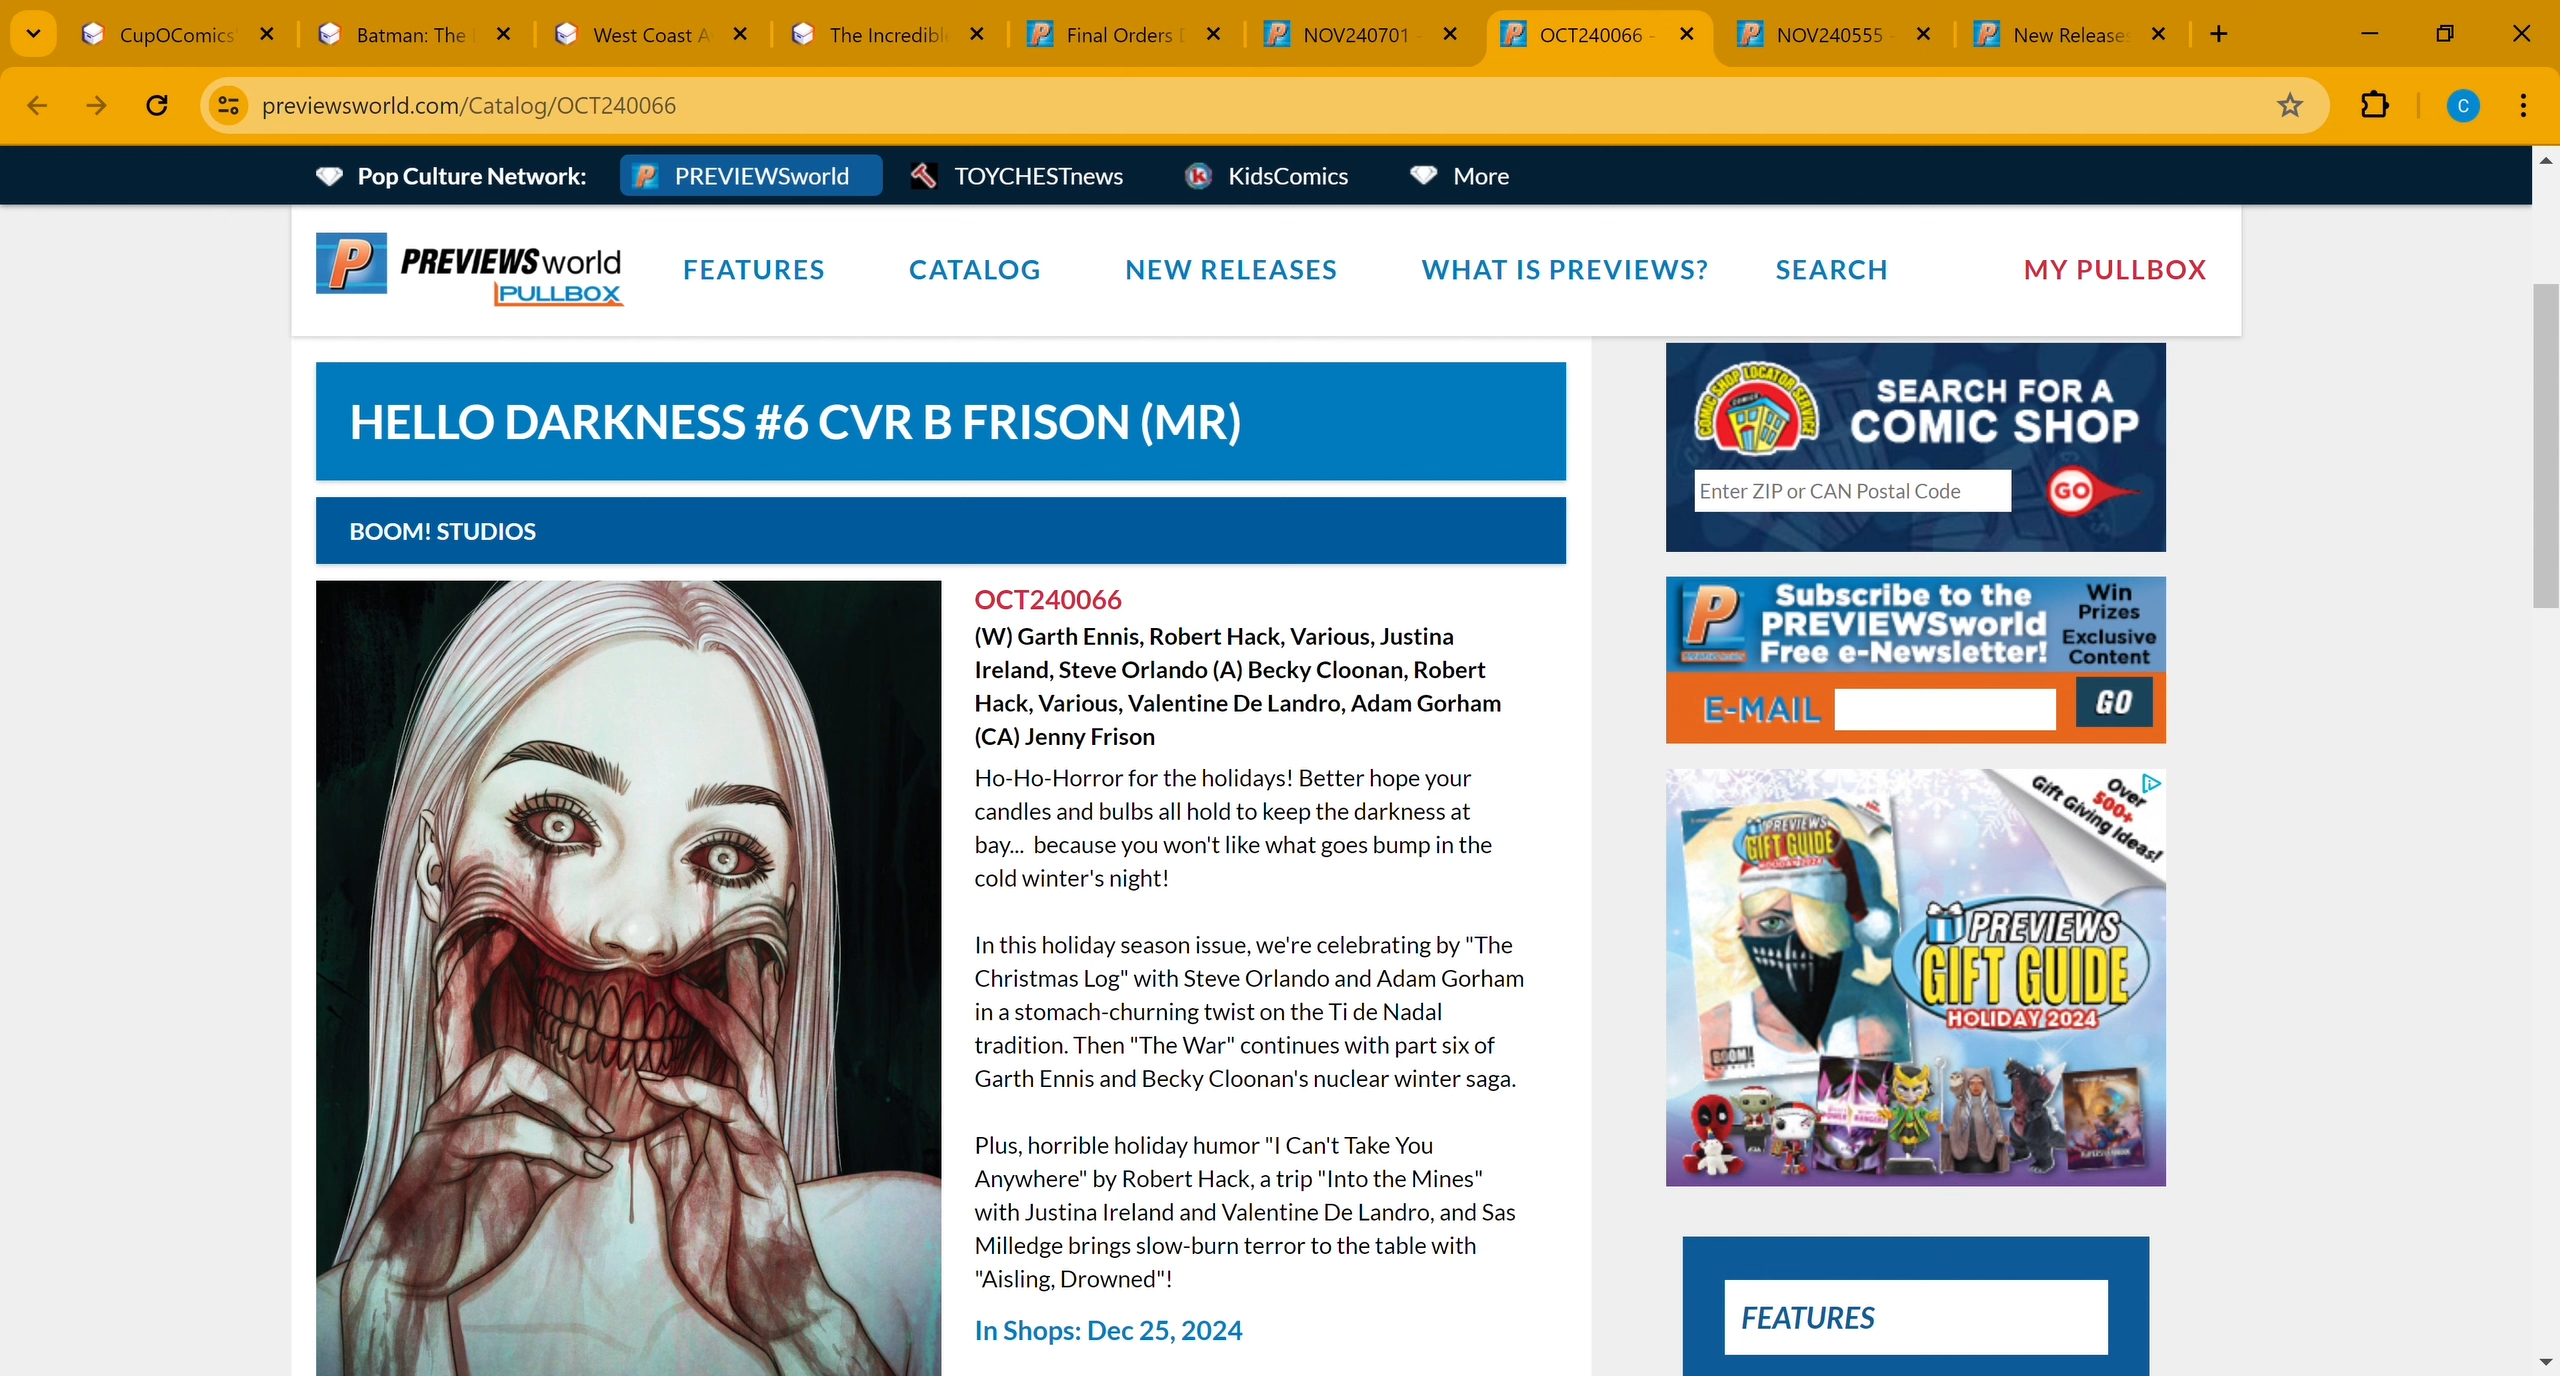 CupOComics
Batman: The
West Coast A
The Incredibl
Final Orders D
NOV240701 -
OCT240066 -
NOV240555 -
New Release
previewsworld.com/Catalog/OCT240066
C
Pop Culture Network:
PREVIEWSworld
TOYCHESTnews
KidsComics
More
P PREVIEWSworld
PULLBOX
FEATURES
CATALOG
NEW RELEASES
WHAT IS PREVIEWS?
SEARCH
MY PULLBOX
HELLO DARKNESS #6 CVR B FRISON (MR)
BOOM! STUDIOS
OCT240066
(W) Garth Ennis, Robert Hack, Various, Justina
Ireland, Steve Orlando (A) Becky Cloonan, Robert
Hack, Various, Valentine De Landro, Adam Gorham
(CA) Jenny Frison
Ho-Ho-Horror for the holidays! Better hope your
candles and bulbs all hold to keep the darkness at
bay... because you won't like what goes bump in the
cold winter's night!
In this holiday season issue, we're celebrating by "The
Christmas Log" with Steve Orlando and Adam Gorham
in a stomach-churning twist on the Ti de Nadal
tradition. Then "The War" continues with part six of
Garth Ennis and Becky Cloonan's nuclear winter saga.
Plus, horrible holiday humor "I Can't Take You
Anywhere" by Robert Hack, a trip "Into the Mines"
with Justina Ireland and Valentine De Landro, and Sas
Milledge brings slow-burn terror to the table with
"Aisling, Drowned"!
In Shops: Dec 25, 2024
COMIC SHOP LOCATOR SERVICE
COMICS
SEARCH FOR A
COMIC SHOP
Enter ZIP or CAN Postal Code
GO
P
Subscribe to the
PREVIEWSworld
Free e-Newsletter!
Win
Prizes
Exclusive
Content
E-MAIL
GO
Over
500+
Gift Giving Ideas!
PREVIEWS
GIFT GUIDE
PREVIEWS
GIFT GUIDE
HOLIDAY 2024
BOOM!
FEATURES